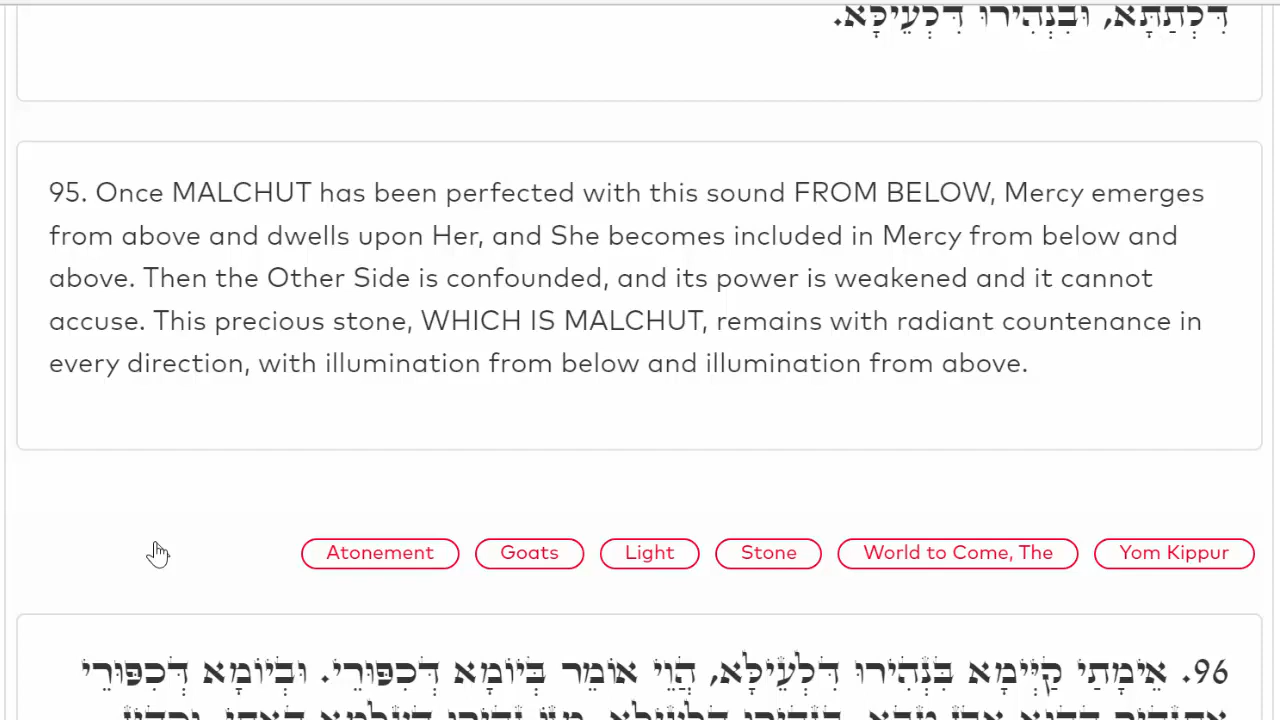 דִּלְתַתָּא, וּבִנְהִירוּ דִּלְעֵילָּא.
95. Once MALCHUT has been perfected with this sound FROM BELOW, Mercy emerges
from above and dwells upon Her, and She becomes included in Mercy from below and
above. Then the Other Side is confounded, and its power is weakened and it cannot
accuse. This precious stone, WHICH IS MALCHUT, remains with radiant countenance in
every direction, with illumination from below and illumination from above.
Atonement Goats Light Stone World to Come, The Yom Kippur
96. אֵימָתַי קַיְּימָא בִּנְּהִירוּ דִּלְעֵילָּא, הֲוֵי אוֹמֵר בְּיוֹמָא דְּכִפּוּרֵי. וּבְיוֹמָא דְּכִפּוּרֵי